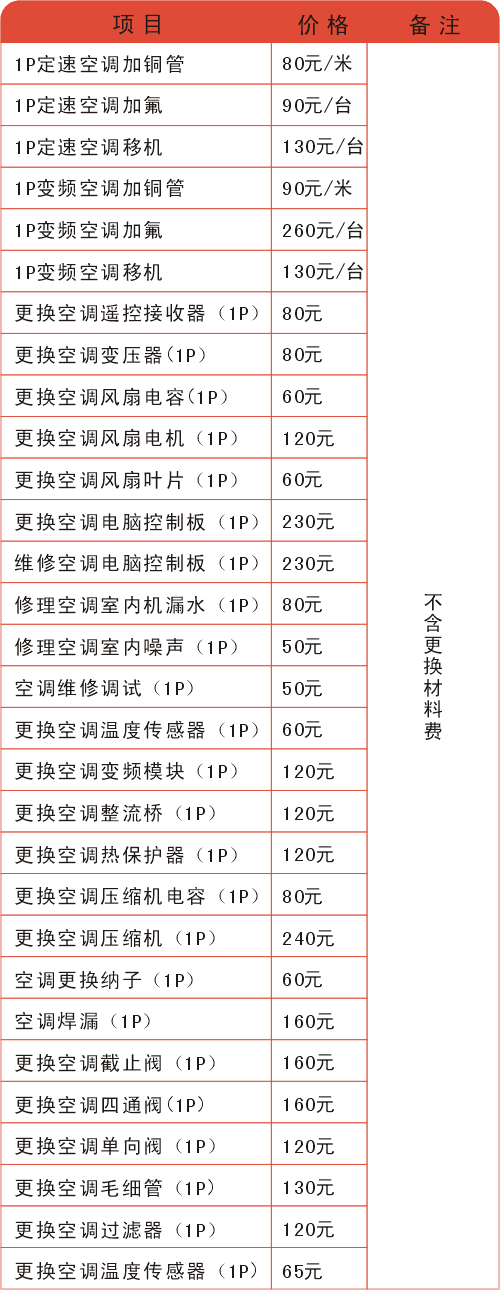 项目 价格 备注
1P定速空调加铜管 80元/米
1P定速空调加氟 90元/台
1P定速空调移机 130元/台
1P变频空调加铜管 90元/米
1P变频空调加氟 260元/台
1P变频空调移机 130元/台
更换空调遥控接收器（1P） 80元
更换空调变压器(1P） 80元
更换空调风扇电容(1P） 60元
更换空调风扇电机（1P） 120元
更换空调风扇叶片（1P） 60元
更换空调电脑控制板（1P） 230元
维修空调电脑控制板（1P） 230元
修理空调室内机漏水（1P） 80元
修理空调室内噪声（1P） 50元
空调维修调试（1P） 50元
更换空调温度传感器（1P） 60元
更换空调变频模块（1P） 120元
更换空调整流桥（1P） 120元
更换空调热保护器（1P） 120元
更换空调压缩机电容（1P） 80元
更换空调压缩机（1P） 240元
空调更换纳子（1P） 60元
空调焊漏（1P） 160元
更换空调截止阀（1P） 160元
更换空调四通阀(1P) 160元
更换空调单向阀（1P） 120元
更换空调毛细管（1P) 130元
更换空调过滤器（1P） 120元
更换空调温度传感器（1P) 65元
不含更换材料费